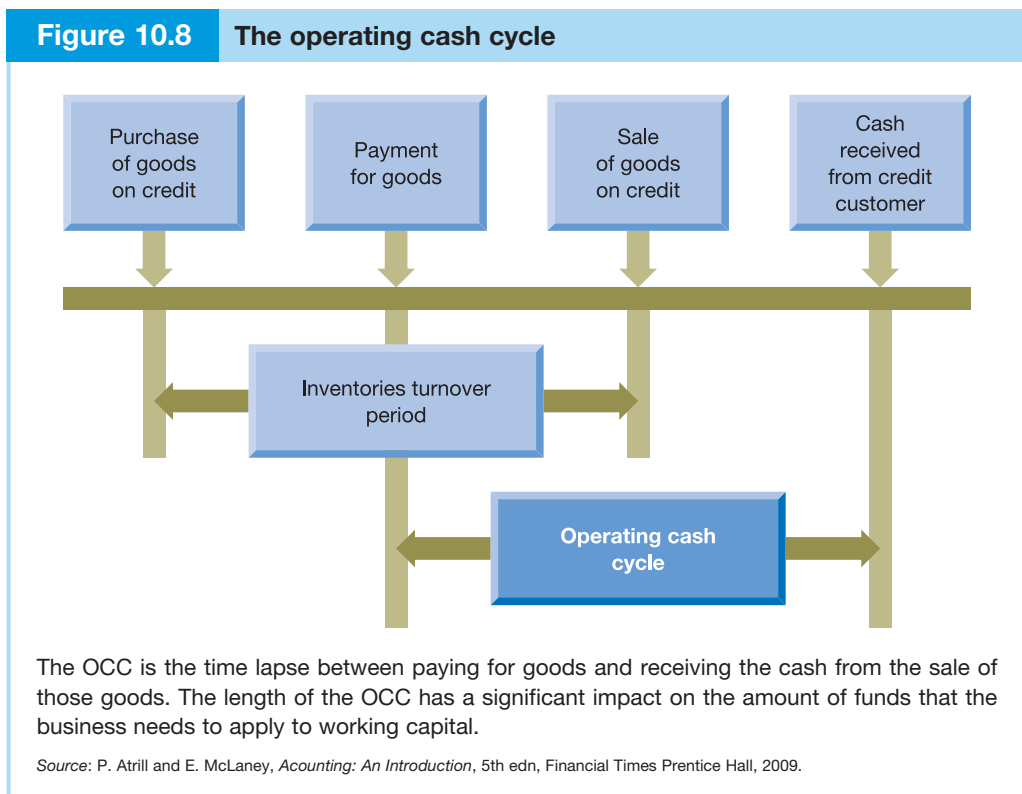 Figure 10.8 The operating cash cycle
Purchase
of goods
on credit
Payment
for goods
Sale
of goods
on credit
Cash
received
from credit
customer
Inventories turnover
period
Operating cash
cycle
The OCC is the time lapse between paying for goods and receiving the cash from the sale of
those goods. The length of the OCC has a significant impact on the amount of funds that the
business needs to apply to working capital.
Source: P. Atrill and E. McLaney, Acounting: An Introduction, 5th edn, Financial Times Prentice Hall, 2009.